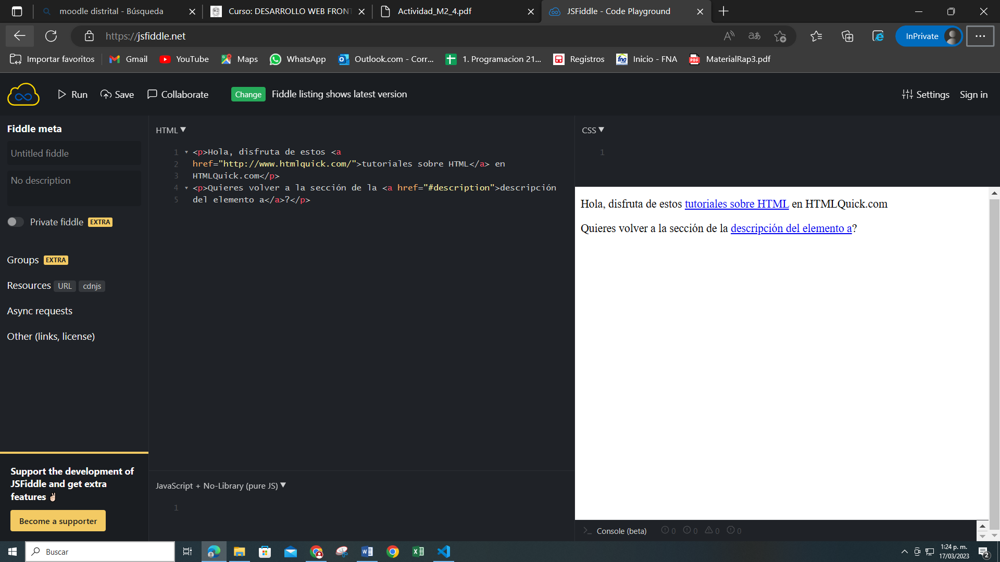 moodle distrital - Búsqueda
Curso: DESARROLLO WEB FRONT
Actividad_M2_4.pdf
JSFiddle - Code Playground
https://jsfiddle.net
InPrivate
Importar favoritos
Gmail
YouTube
Maps
WhatsApp
Outlook.com - Corr...
1. Programacion 21...
Registros
Inicio - FNA
MaterialRap3.pdf
Run
Save
Collaborate
Change
Fiddle listing shows latest version
Settings
Sign in
Fiddle meta
Untitled fiddle
No description
Private fiddle EXTRA
Groups EXTRA
Resources URL cdnjs
Async requests
Other (links, license)
Support the development of
JSFiddle and get extra
features
Become a supporter
HTML
1 <p>Hola, disfruta de estos <a
2 href="http://www.htmlquick.com/">tutoriales sobre HTML</a> en
3 HTMLQuick.com</p>
4 <p>Quieres volver a la sección de la <a href="#description">descripción
5 del elemento a</a>?</p>
JavaScript + No-Library (pure JS)
1
CSS
1
Hola, disfruta de estos tutoriales sobre HTML en HTMLQuick.com
Quieres volver a la sección de la descripción del elemento a?
Console (beta)
0 0 0 0
Buscar
1:24 p. m.
17/03/2023
2